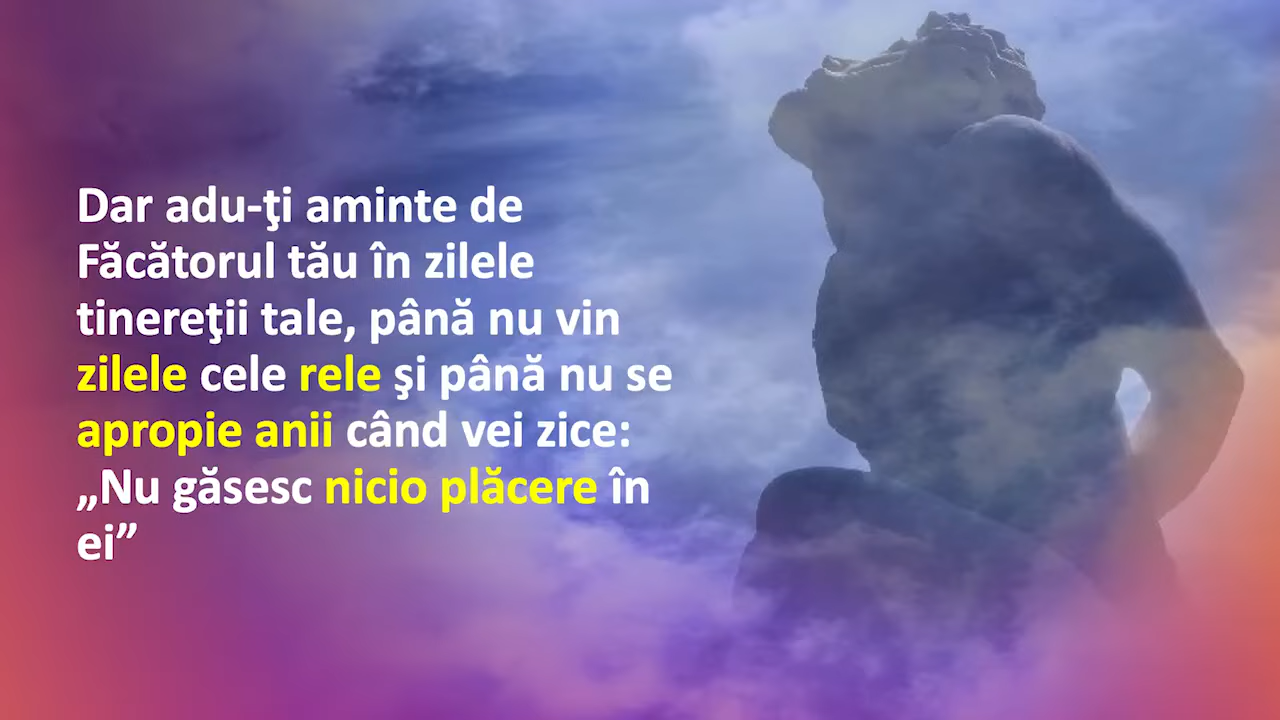 Dar adu-ţi aminte de
Făcătorul tău în zilele
tinereţii tale, până nu vin
zilele cele rele şi până nu se
apropie anii când vei zice:
„Nu găsesc nicio plăcere în
ei”